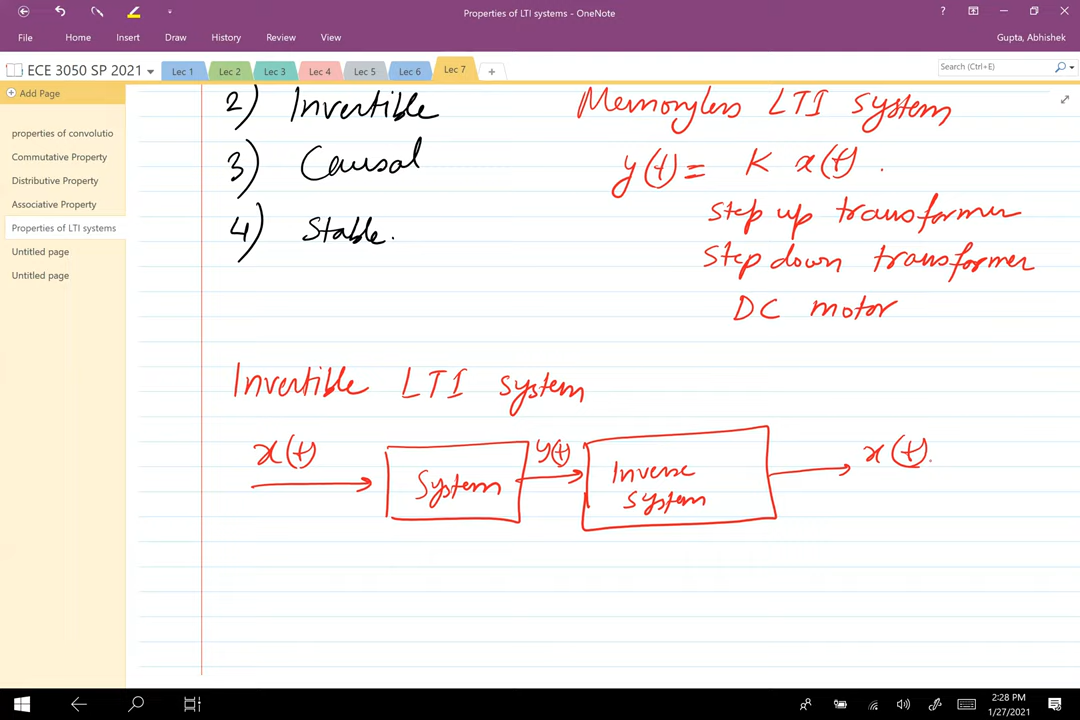 Properties of LTI systems - OneNote
?
File
Home
Insert
Draw
History
Review
View
Gupta, Abhishek
ECE 3050 SP 2021
Lec 1
Lec 2
Lec 3
Lec 4
Lec 5
Lec 6
Lec 7
+
Search (Ctrl+E)
Add Page
properties of convolutio
Commutative Property
Distributive Property
Associative Property
Properties of LTI systems
Untitled page
Untitled page
2) Invertible
3) Causal
4) Stable.
Memoryless LTI system
y(t) = K x(t).
Step up transformer
Step down transformer
DC motor
Invertible LTI system
x(t)
System
y(t)
Inverse
system
x(t).
2:28 PM
1/27/2021